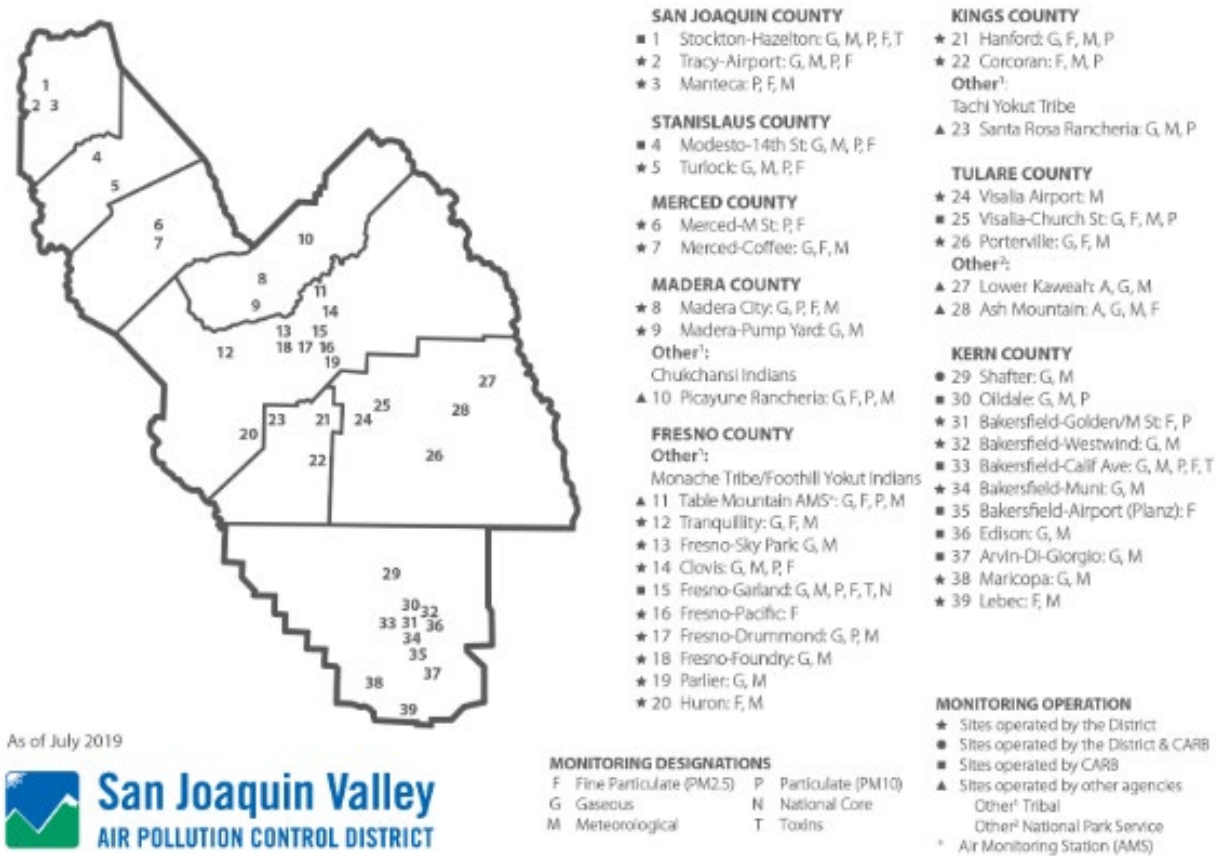 1
2 3
4
5
6
7
10
8
11
9
14
13 15
12 18 17 16
19
27
25
23 21 24 28
20
22 26
29
30 32
33 31 36
34
35
37
38
39
As of July 2019
San Joaquin Valley
AIR POLLUTION CONTROL DISTRICT
SAN JOAQUIN COUNTY
■ 1 Stockton-Hazelton: G, M, P, F, T
★ 2 Tracy-Airport: G, M, P, F
★ 3 Manteca: P, F, M
STANISLAUS COUNTY
■ 4 Modesto-14th St: G, M, P, F
★ 5 Turlock: G, M, P, F
MERCED COUNTY
★ 6 Merced-M St: P, F
★ 7 Merced-Coffee: G, F, M
MADERA COUNTY
★ 8 Madera City: G, P, F, M
★ 9 Madera-Pump Yard: G, M
Other¹:
Chukchansi Indians
▲ 10 Picayune Rancheria: G, F, P, M
FRESNO COUNTY
Other¹:
Monache Tribe/Foothill Yokut Indians
▲ 11 Table Mountain AMS*: G, F, P, M
★ 12 Tranquillity: G, F, M
★ 13 Fresno-Sky Park: G, M
★ 14 Clovis: G, M, P, F
■ 15 Fresno-Garland: G, M, P, F, T, N
★ 16 Fresno-Pacific: F
★ 17 Fresno-Drummond: G, P, M
★ 18 Fresno-Foundry: G, M
★ 19 Parlier: G, M
★ 20 Huron: F, M
KINGS COUNTY
★ 21 Hanford: G, F, M, P
★ 22 Corcoran: F, M, P
Other¹:
Tachi Yokut Tribe
▲ 23 Santa Rosa Rancheria: G, M, P
TULARE COUNTY
★ 24 Visalia Airport: M
■ 25 Visalia-Church St: G, F, M, P
★ 26 Porterville: G, F, M
Other²:
▲ 27 Lower Kaweah: A, G, M
▲ 28 Ash Mountain: A, G, M, F
KERN COUNTY
● 29 Shafter: G, M
■ 30 Oildale: G, M, P
★ 31 Bakersfield-Golden/M St: F, P
★ 32 Bakersfield-Westwind: G, M
■ 33 Bakersfield-Calif Ave: G, M, P, F, T
★ 34 Bakersfield-Muni: G, M
■ 35 Bakersfield-Airport (Planz): F
■ 36 Edison: G, M
■ 37 Arvin-Di-Giorgio: G, M
★ 38 Maricopa: G, M
★ 39 Lebec: F, M
MONITORING DESIGNATIONS
F Fine Particulate (PM2.5) P Particulate (PM10)
G Gaseous N National Core
M Meteorological T Toxins
MONITORING OPERATION
★ Sites operated by the District
● Sites operated by the District & CARB
■ Sites operated by CARB
▲ Sites operated by other agencies
Other¹ Tribal
Other² National Park Service
* Air Monitoring Station (AMS)